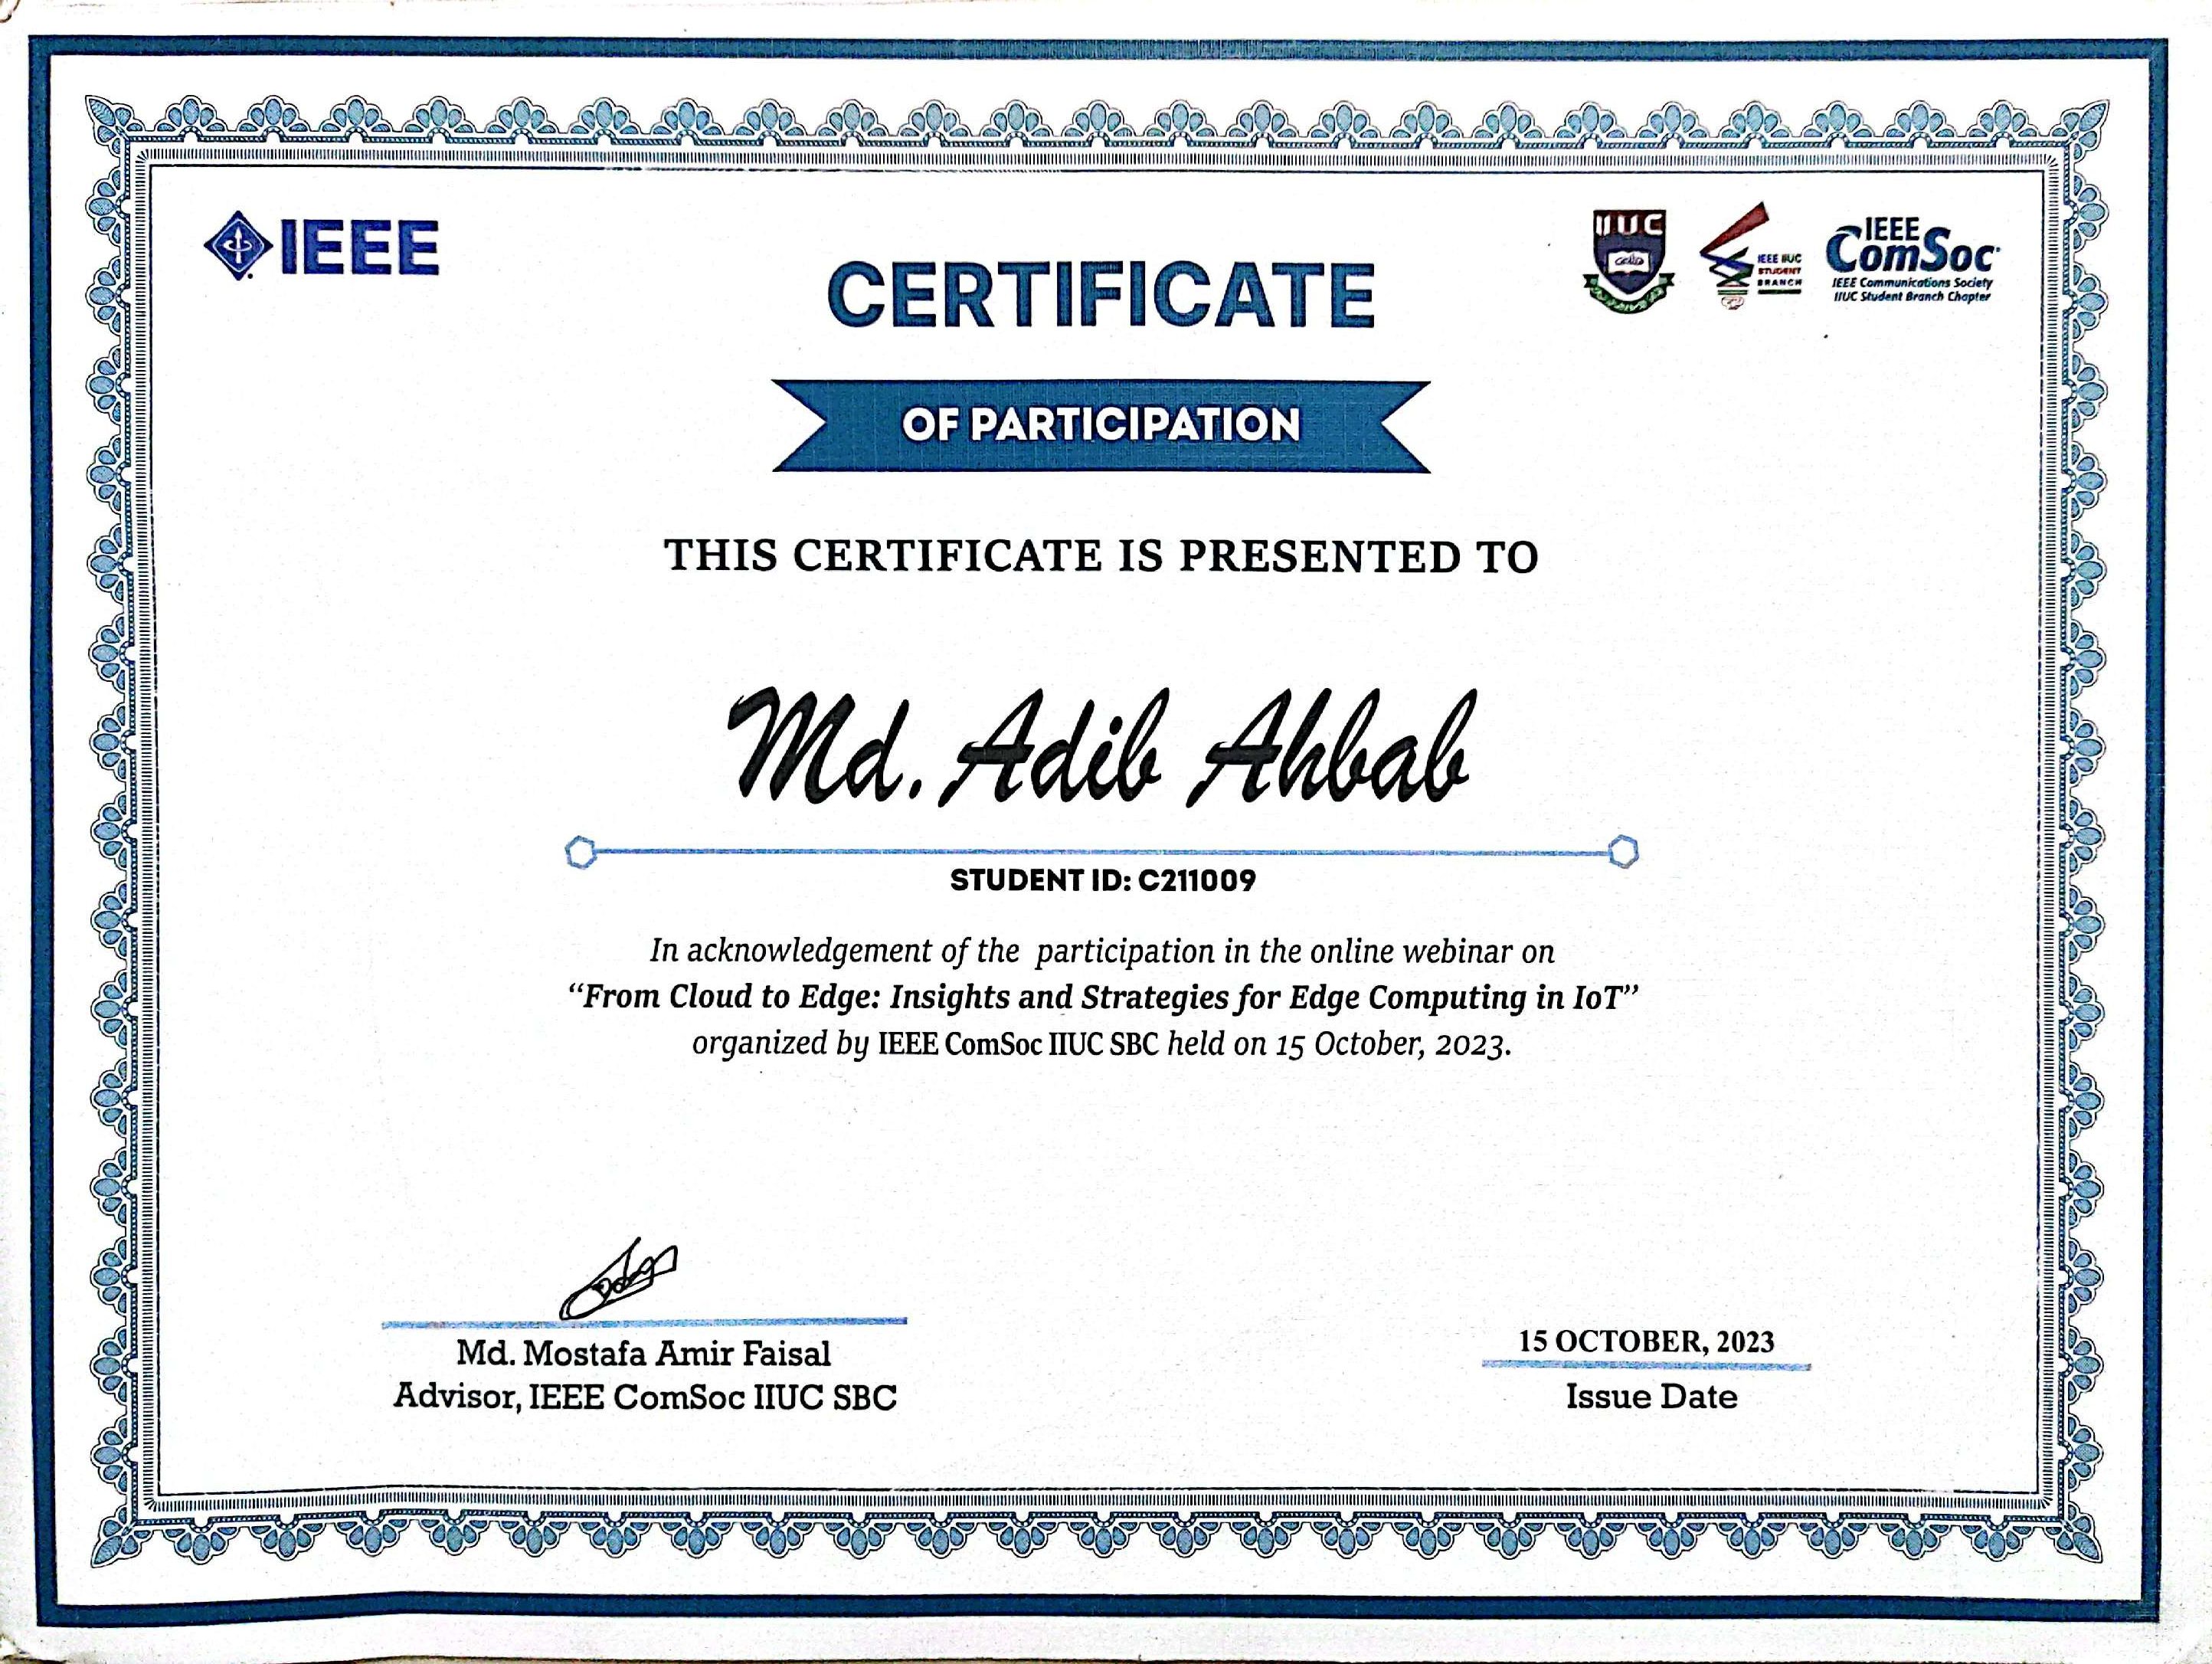 IEEE
IIUC
IEEE IIUC
STUDENT
BRANCH
IEEE
ComSoc
IEEE Communications Society
IIUC Student Branch Chapter
CERTIFICATE
OF PARTICIPATION
THIS CERTIFICATE IS PRESENTED TO
Md. Adib Ahbab
STUDENT ID: C211009
In acknowledgement of the participation in the online webinar on
“From Cloud to Edge: Insights and Strategies for Edge Computing in IoT”
organized by IEEE ComSoc IIUC SBC held on 15 October, 2023.
Md. Mostafa Amir Faisal
Advisor, IEEE ComSoc IIUC SBC
15 OCTOBER, 2023
Issue Date